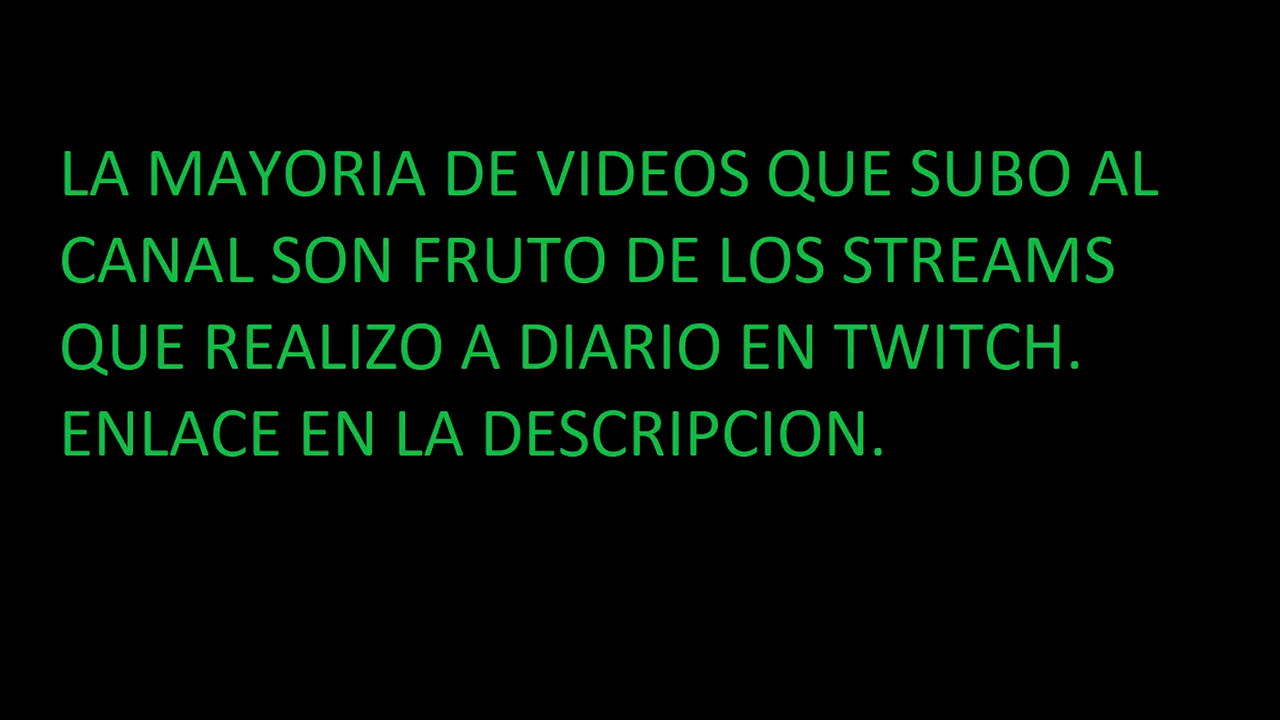 LA MAYORIA DE VIDEOS QUE SUBO AL
CANAL SON FRUTO DE LOS STREAMS
QUE REALIZO A DIARIO EN TWITCH.
ENLACE EN LA DESCRIPCION.